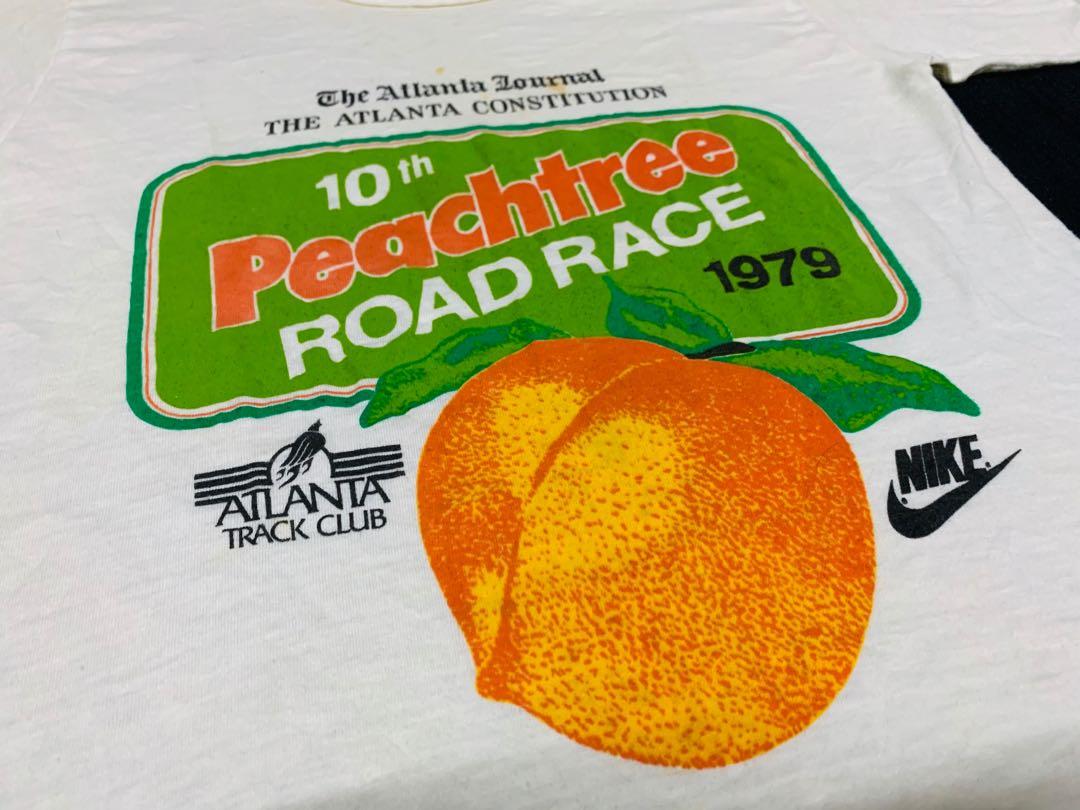 The Atlanta Journal
THE ATLANTA CONSTITUTION
10th
Peachtree
ROAD RACE
1979
ATLANTA
TRACK CLUB
NIKE